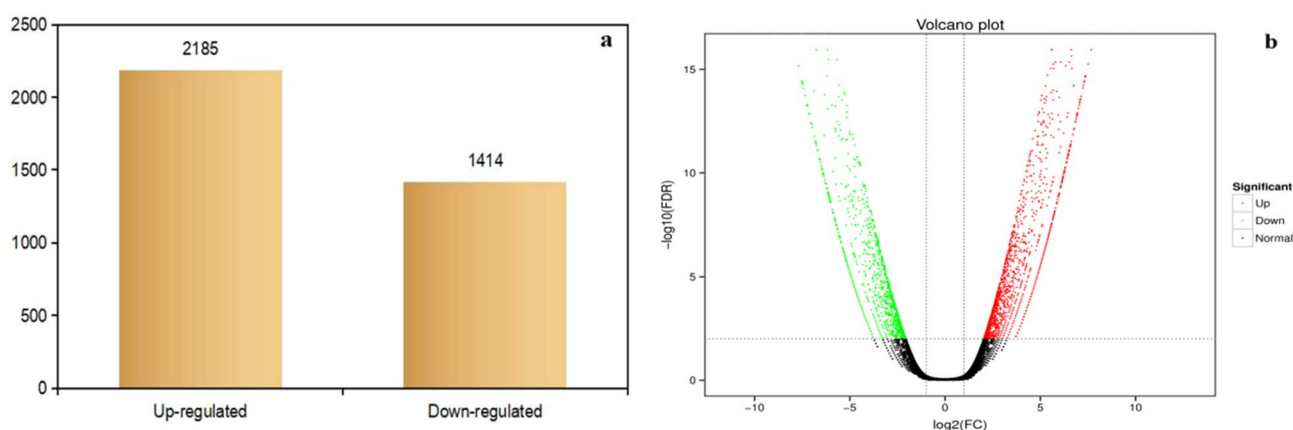 a
2500
2000
1500
1000
500
0
2185
1414
Up-regulated
Down-regulated
Volcano plot
b
15
10
5
0
-log10(FDR)
−10
−5
0
5
10
log2(FC)
Significant
Up
Down
Normal